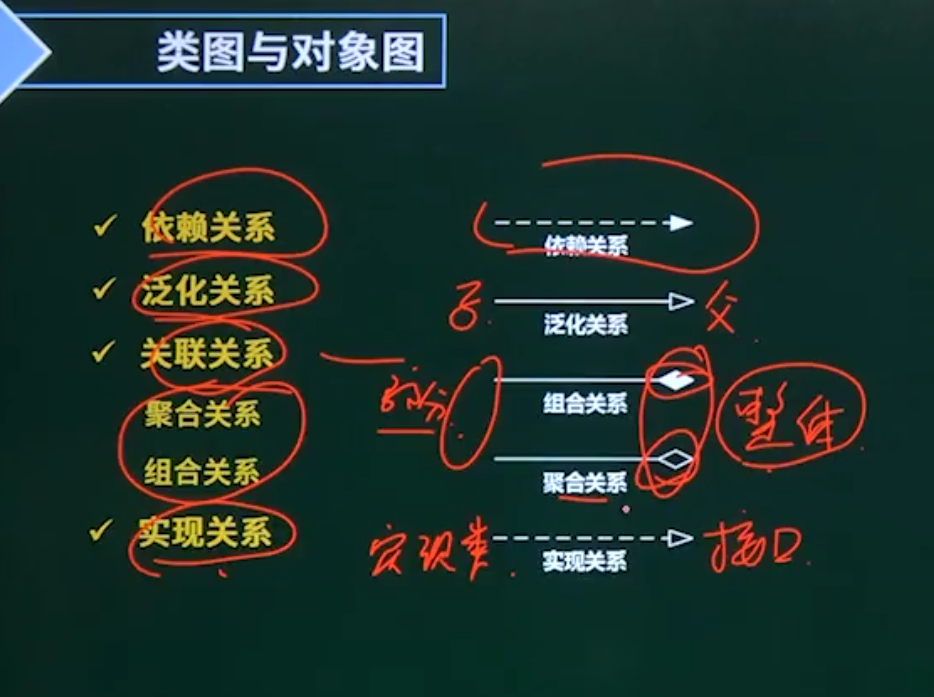 类图与对象图
✓ 依赖关系
依赖关系
✓ 泛化关系
子
父
泛化关系
✓ 关联关系
部分
整体
组合关系
聚合关系
组合关系
聚合关系
✓ 实现关系
实现类
接口
实现关系